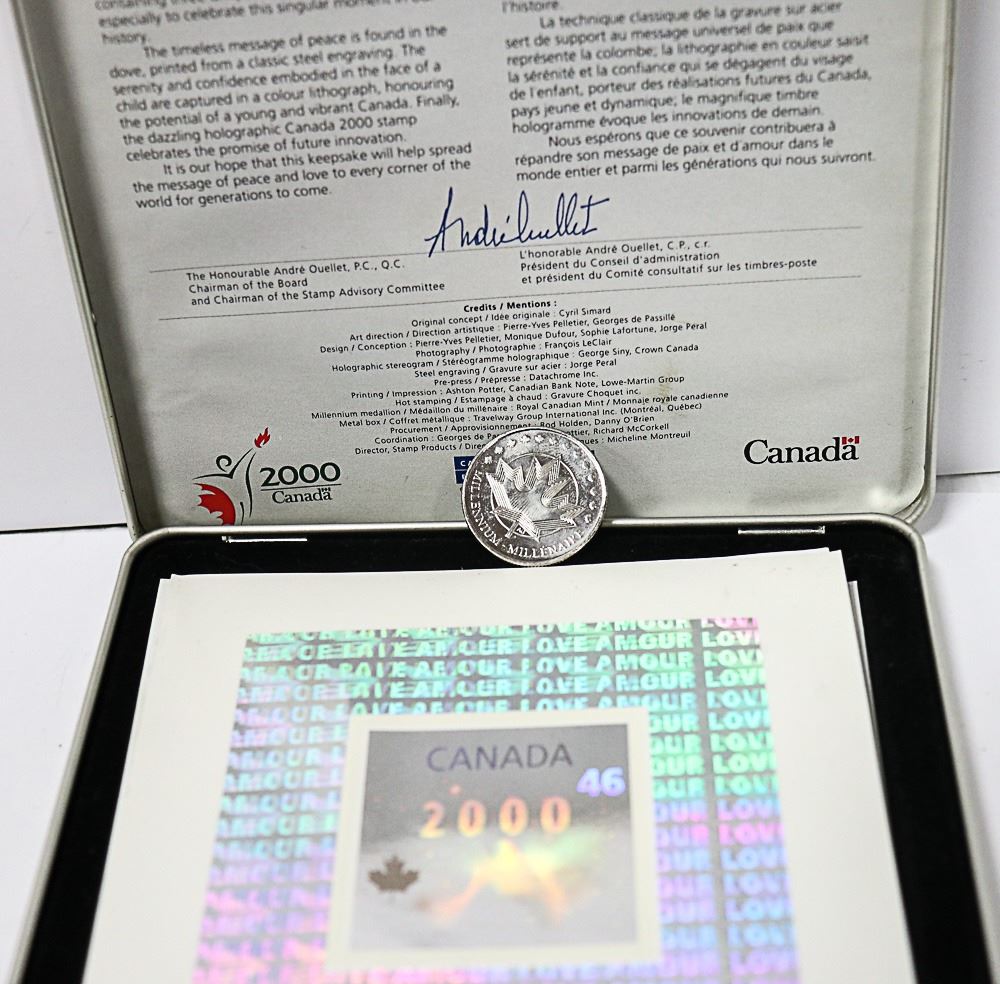 containing three
especially to celebrate this singular moment in our
history.
The timeless message of peace is found in the
dove, printed from a classic steel engraving. The
serenity and confidence embodied in the face of a
child are captured in a colour lithograph, honouring
the potential of a young and vibrant Canada. Finally,
the dazzling holographic Canada 2000 stamp
celebrates the promise of future innovation.
It is our hope that this keepsake will help spread
the message of peace and love to every corner of the
world for generations to come.
l'histoire.
La technique classique de la gravure sur acier
sert de support au message universel de paix que
représente la colombe; la lithographie en couleur saisit
la sérénité et la confiance qui se dégagent du visage
de l'enfant, porteur des réalisations futures du Canada,
pays jeune et dynamique; le magnifique timbre
hologramme évoque les innovations de demain.
Nous espérons que ce souvenir contribuera à
répandre son message de paix et d'amour dans le
monde entier et parmi les générations qui nous suivront.
André Ouellet
The Honourable André Ouellet, P.C., Q.C.
Chairman of the Board
and Chairman of the Stamp Advisory Committee
L'honorable André Ouellet, C.P., c.r.
Président du Conseil d'administration
et président du Comité consultatif sur les timbres-poste
Credits / Mentions :
Original concept / Idée originale : Cyril Simard
Art direction / Direction artistique : Pierre-Yves Pelletier, Georges de Passillé
Design / Conception : Pierre-Yves Pelletier, Monique Dufour, Sophie Lafortune, Jorge Peral
Photography / Photographie : François LeClair
Holographic stereogram / Stéréogramme holographique : George Siny, Crown Canada
Steel engraving / Gravure sur acier : Jorge Peral
Pre-press / Prépresse : Datachrome Inc.
Printing / Impression : Ashton Potter, Canadian Bank Note, Lowe-Martin Group
Hot stamping / Estampage à chaud : Gravure Choquet inc.
Millennium medallion / Médaillon du millénaire : Royal Canadian Mint / Monnaie royale canadienne
Metal box / Coffret métallique : Travelway Group International Inc. (Montréal, Québec)
Procurement / Approvisionnement : Rod Holden, Danny O'Brien
Coordination : Georges de Pa ottier, Richard McCorkell
Director, Stamp Products / Direc ues : Micheline Montreuil
2000
Canada
Canada
MILLENNIUM - MILLÉNAIRE
AMOUR LOVE AMOUR LOVE AMOUR LOVE
CANADA
46
2000